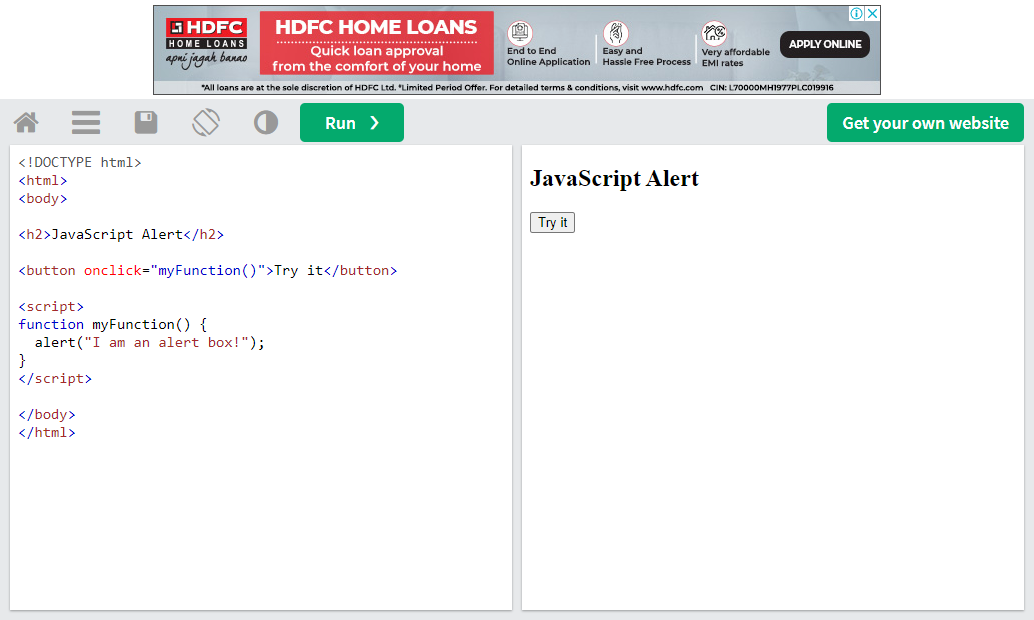 HDFC
HOME LOANS
apni jagah banao
HDFC HOME LOANS
Quick loan approval
from the comfort of your home
End to End
Online Application
Easy and
Hassle Free Process
Very affordable
EMI rates
APPLY ONLINE
*All loans are at the sole discretion of HDFC Ltd. *Limited Period Offer. For detailed terms & conditions, visit www.hdfc.com CIN: L70000MH1977PLC019916
Run ❯
Get your own website
<!DOCTYPE html>
<html>
<body>
<h2>JavaScript Alert</h2>
<button onclick="myFunction()">Try it</button>
<script>
function myFunction() {
  alert("I am an alert box!");
}
</script>
</body>
</html>
JavaScript Alert
Try it